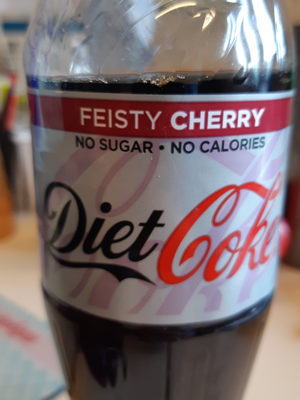 FEISTY CHERRY
NO SUGAR • NO CALORIES
Diet Coke